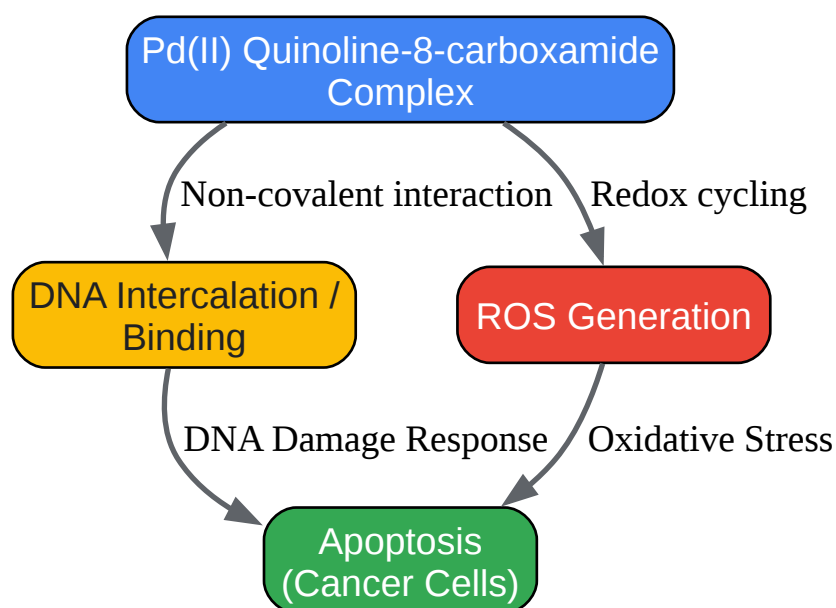 Pd(II) Quinoline-8-carboxamide
Complex
Non-covalent interaction
Redox cycling
DNA Intercalation /
Binding
ROS Generation
DNA Damage Response
Oxidative Stress
Apoptosis
(Cancer Cells)